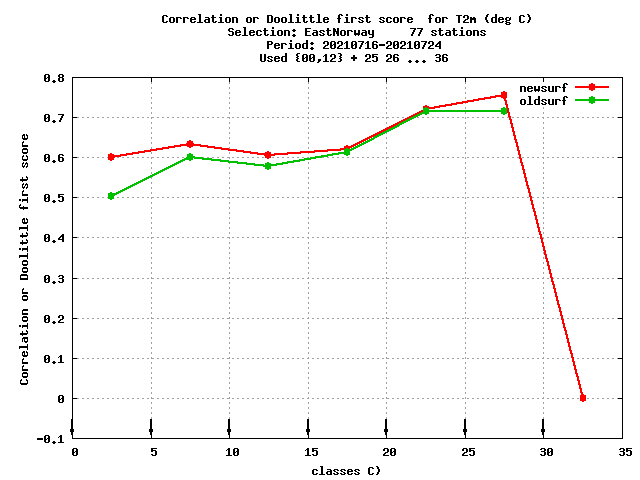 Correlation or Doolittle first score  for T2m (deg C)
Selection: EastNorway     77 stations
Period: 20210716-20210724
Used {00,12} + 25 26 ... 36
newsurf
oldsurf
Correlation or Doolittle first score
0.8
0.7
0.6
0.5
0.4
0.3
0.2
0.1
0
-0.1
0 5 10 15 20 25 30 35
classes C)